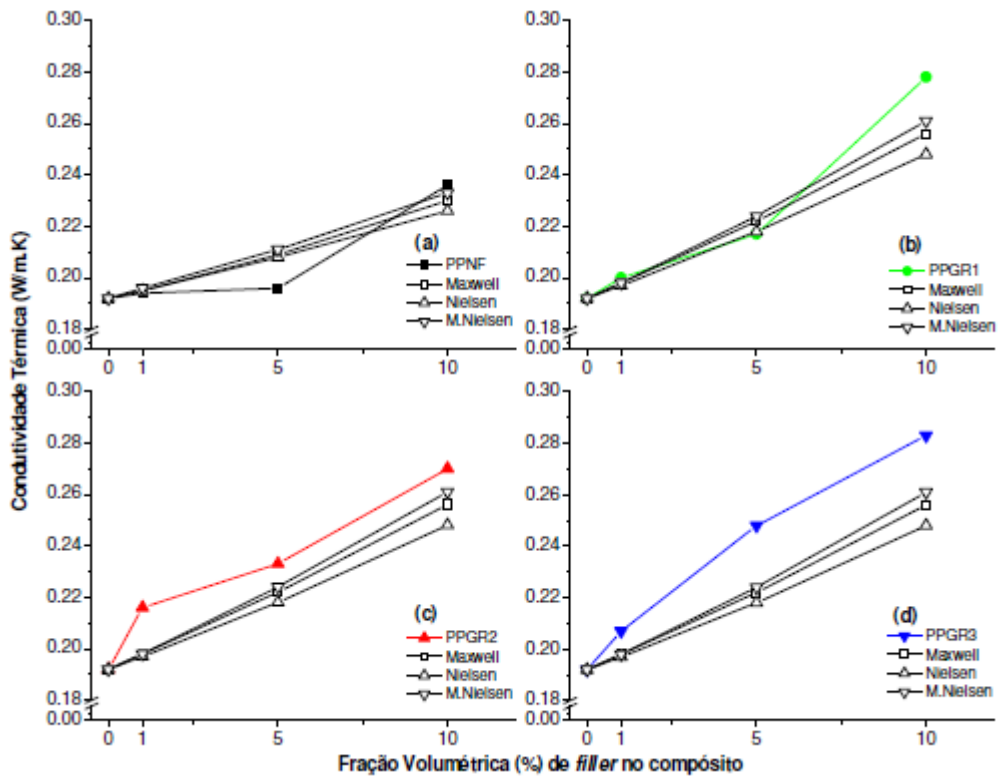 Condutividade Térmica (W/m.K)
0.30
0.28
0.26
0.24
0.22
0.20
0.18
0.00
0
1
5
10
(a)
PPNF
Maxwell
Nielsen
M.Nielsen
0.30
0.28
0.26
0.24
0.22
0.20
0.18
0.00
0
1
5
10
(b)
PPGR1
Maxwell
Nielsen
M.Nielsen
0.30
0.28
0.26
0.24
0.22
0.20
0.18
0.00
0
1
5
10
(c)
PPGR2
Maxwell
Nielsen
M.Nielsen
0.30
0.28
0.26
0.24
0.22
0.20
0.18
0.00
0
1
5
10
(d)
PPGR3
Maxwell
Nielsen
M.Nielsen
Fração Volumétrica (%) de filler no compósito